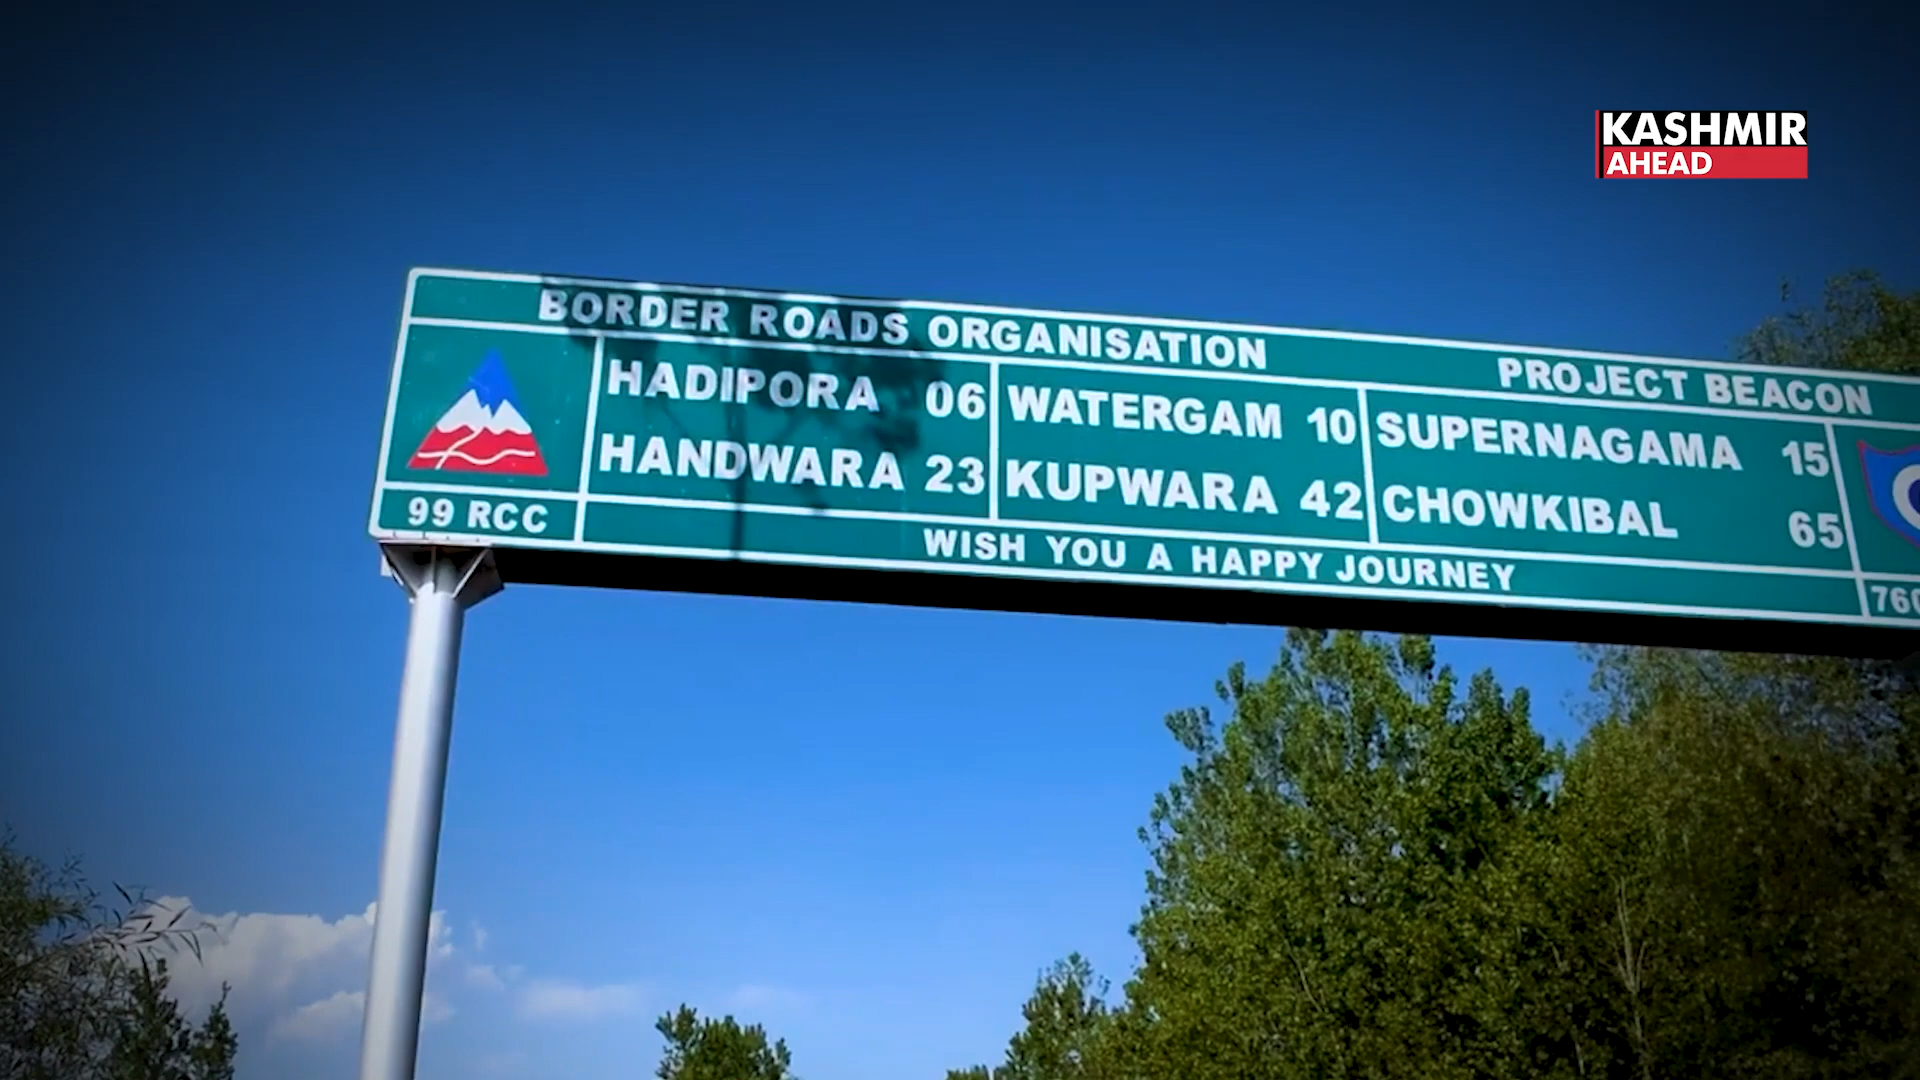 KASHMIR
AHEAD
BORDER ROADS ORGANISATION PROJECT BEACON
HADIPORA 06 WATERGAM 10 SUPERNAGAMA 15
HANDWARA 23 KUPWARA 42 CHOWKIBAL 65
99 RCC
WISH YOU A HAPPY JOURNEY